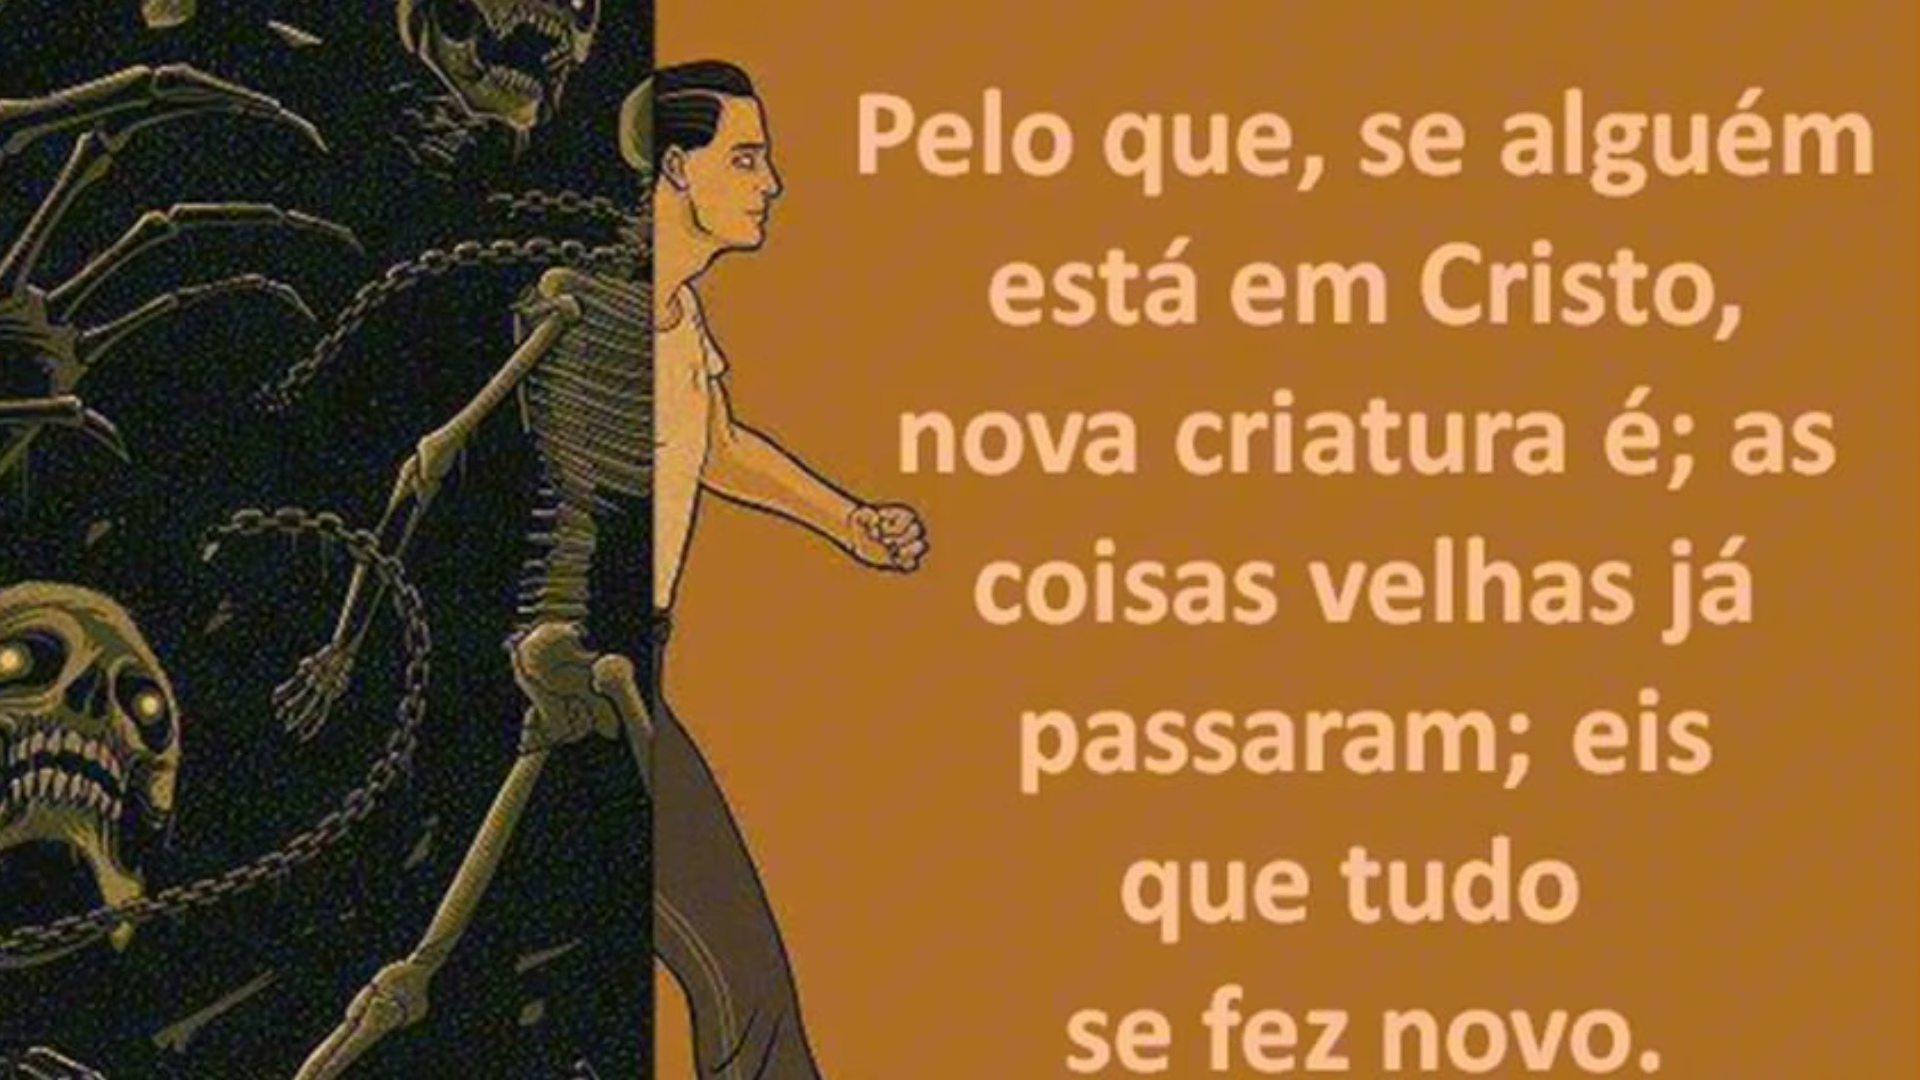 Pelo que, se alguém
está em Cristo,
nova criatura é; as
coisas velhas já
passaram; eis
que tudo
se fez novo.